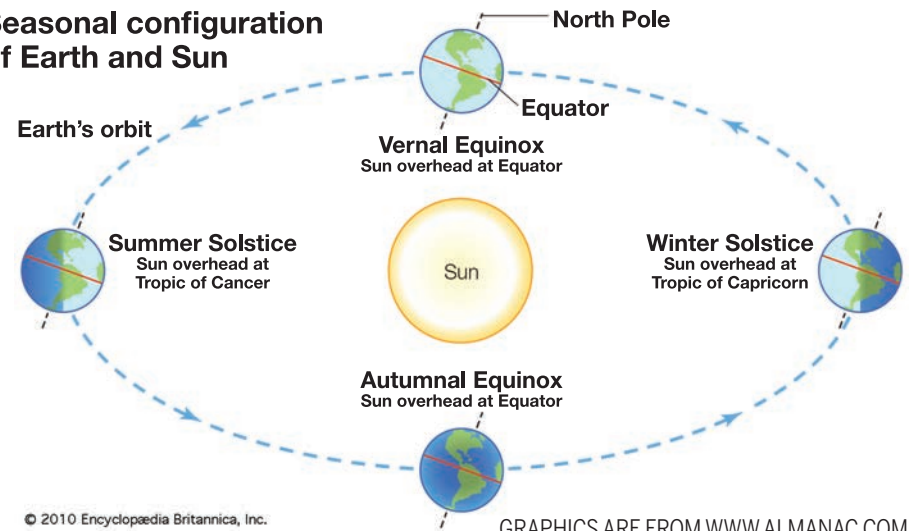 easonal configuration
f Earth and Sun
North Pole
Equator
Earth's orbit
Vernal Equinox
Sun overhead at Equator
Summer Solstice
Sun overhead at
Tropic of Cancer
Sun
Winter Solstice
Sun overhead at
Tropic of Capricorn
Autumnal Equinox
Sun overhead at Equator
© 2010 Encyclopædia Britannica, Inc.
GRAPHICS ARE FROM WWW.ALMANAC.COM